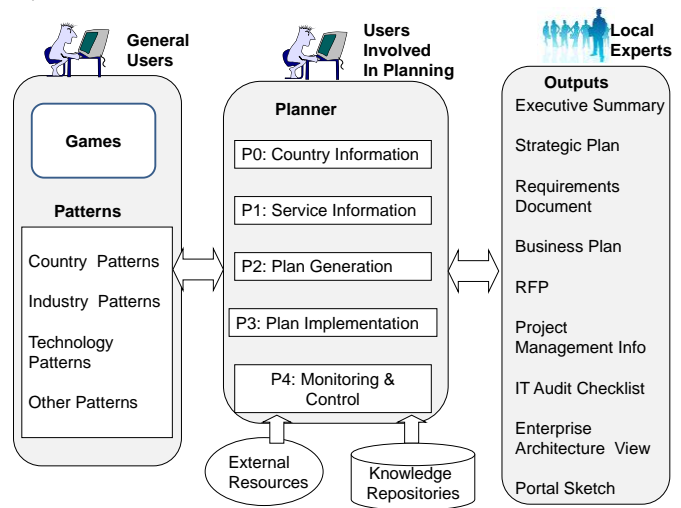 General
Users
Games
Patterns
Country Patterns
Industry Patterns
Technology
Patterns
Other Patterns
Users
Involved
In Planning
Planner
P0: Country Information
P1: Service Information
P2: Plan Generation
P3: Plan Implementation
P4: Monitoring &
Control
External
Resources
Knowledge
Repositories
Local
Experts
Outputs
Executive Summary
Strategic Plan
Requirements
Document
Business Plan
RFP
Project
Management Info
IT Audit Checklist
Enterprise
Architecture View
Portal Sketch